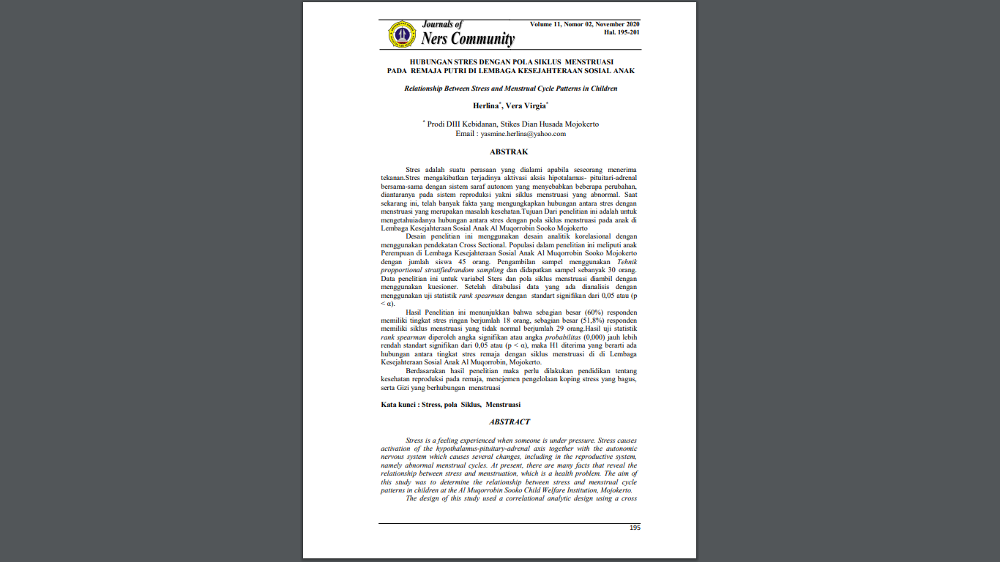 Journals of
Ners Community
Volume 11, Nomor 02, November 2020
Hal. 195-201
HUBUNGAN STRES DENGAN POLA SIKLUS MENSTRUASI
PADA REMAJA PUTRI DI LEMBAGA KESEJAHTERAAN SOSIAL ANAK
Relationship Between Stress and Menstrual Cycle Patterns in Children
Herlina*, Vera Virgia*
* Prodi DIII Kebidanan, Stikes Dian Husada Mojokerto
Email : yasmine.herlina@yahoo.com
ABSTRAK
Stres adalah suatu perasaan yang dialami apabila seseorang menerima
tekanan.Stres mengakibatkan terjadinya aktivasi aksis hipotalamus- pituitari-adrenal
bersama-sama dengan sistem saraf autonom yang menyebabkan beberapa perubahan,
diantaranya pada sistem reproduksi yakni siklus menstruasi yang abnormal. Saat
sekarang ini, telah banyak fakta yang mengungkapkan hubungan antara stres dengan
menstruasi yang merupakan masalah kesehatan.Tujuan Dari penelitian ini adalah untuk
mengetahuiadanya hubungan antara stres dengan pola siklus menstruasi pada anak di
Lembaga Kesejahteraan Sosial Anak Al Muqorrobin Sooko Mojokerto
Desain penelitian ini menggunakan desain analitik korelasional dengan
menggunakan pendekatan Cross Sectional. Populasi dalam penelitian ini meliputi anak
Perempuan di Lembaga Kesejahteraan Sosial Anak Al Muqorrobin Sooko Mojokerto
dengan jumlah siswa 45 orang. Pengambilan sampel menggunakan Tehnik
propportional stratifiedrandom sampling dan didapatkan sampel sebanyak 30 orang.
Data penelitian ini untuk variabel Sters dan pola siklus menstruasi diambil dengan
menggunakan kuesioner. Setelah ditabulasi data yang ada dianalisis dengan
menggunakan uji statistik rank spearman dengan standart signifikan dari 0,05 atau (p
< α).
Hasil Penelitian ini menunjukkan bahwa sebagian besar (60%) responden
memiliki tingkat stres ringan berjumlah 18 orang, sebagian besar (51,8%) responden
memiliki siklus menstruasi yang tidak normal berjumlah 29 orang.Hasil uji statistik
rank spearman diperoleh angka signifikan atau angka probabilitas (0,000) jauh lebih
rendah standart signifikan dari 0,05 atau (p < α), maka H1 diterima yang berarti ada
hubungan antara tingkat stres remaja dengan siklus menstruasi di di Lembaga
Kesejahteraan Sosial Anak Al Muqorrobin, Mojokerto.
Berdasarakan hasil penelitian maka perlu dilakukan pendidikan tentang
kesehatan reproduksi pada remaja, menejemen pengelolaan koping stress yang bagus,
serta Gizi yang berhubungan menstruasi
Kata kunci : Stress, pola Siklus, Menstruasi
ABSTRACT
Stress is a feeling experienced when someone is under pressure. Stress causes
activation of the hypothalamus-pituitary-adrenal axis together with the autonomic
nervous system which causes several changes, including in the reproductive system,
namely abnormal menstrual cycles. At present, there are many facts that reveal the
relationship between stress and menstruation, which is a health problem. The aim of
this study was to determine the relationship between stress and menstrual cycle
patterns in children at the Al Muqorrobin Sooko Child Welfare Institution, Mojokerto.
The design of this study used a correlational analytic design using a cross
195